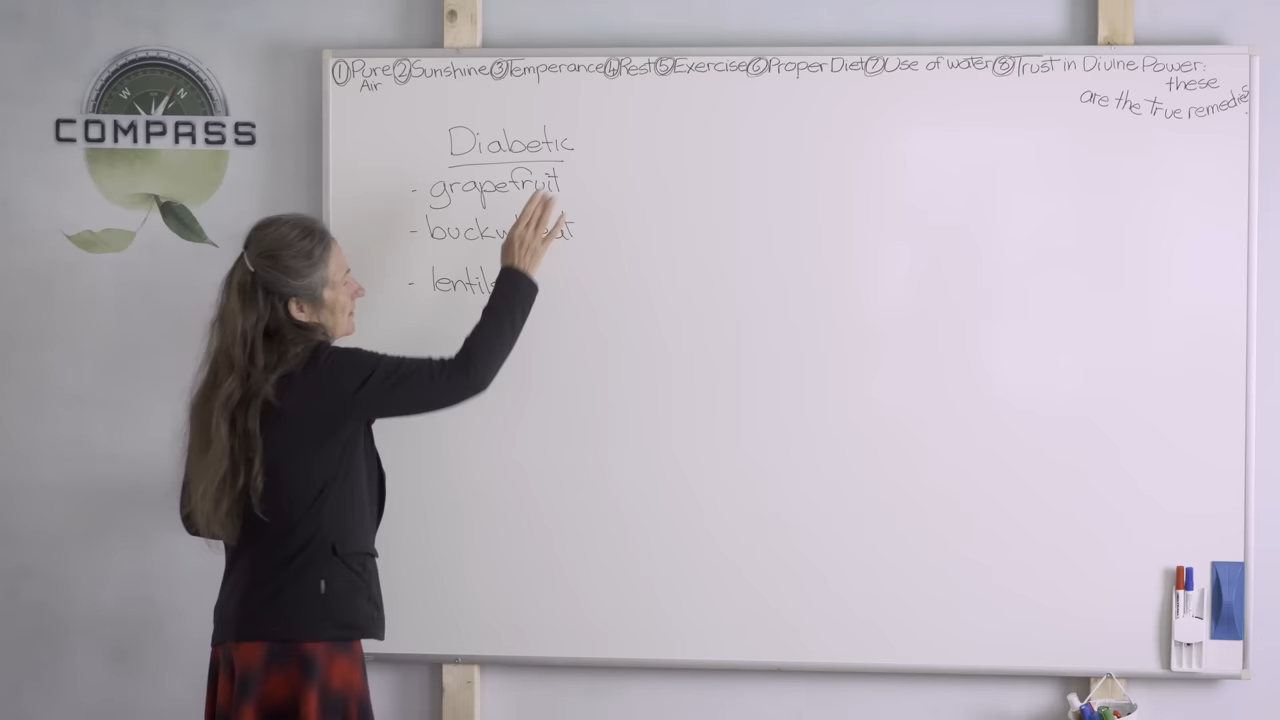 W N
COMPASS
①Pure ②Sunshine ③Temperance ④Rest ⑤Exercise ⑥Proper Diet ⑦Use of water ⑧Trust in Divine Power:
Air
these
are the True remedies
Diabetic
- grapefruit
-
- lentils